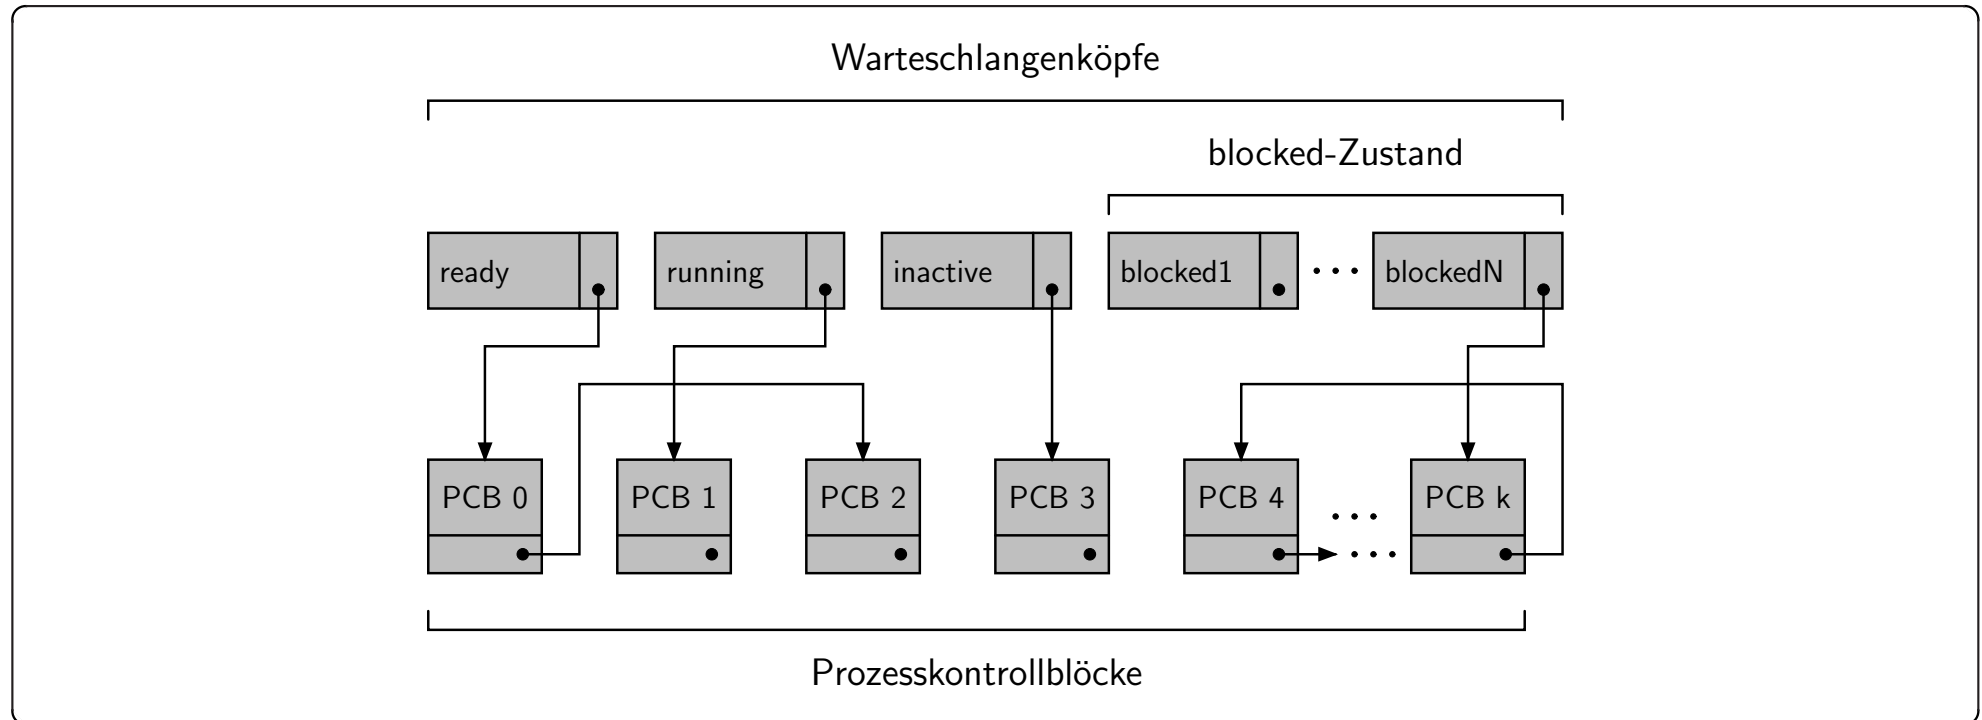 Warteschlangenköpfe
blocked-Zustand
ready running inactive blocked1 ... blockedN
PCB 0 PCB 1 PCB 2 PCB 3 PCB 4 ... PCB k
...
Prozesskontrollblöcke